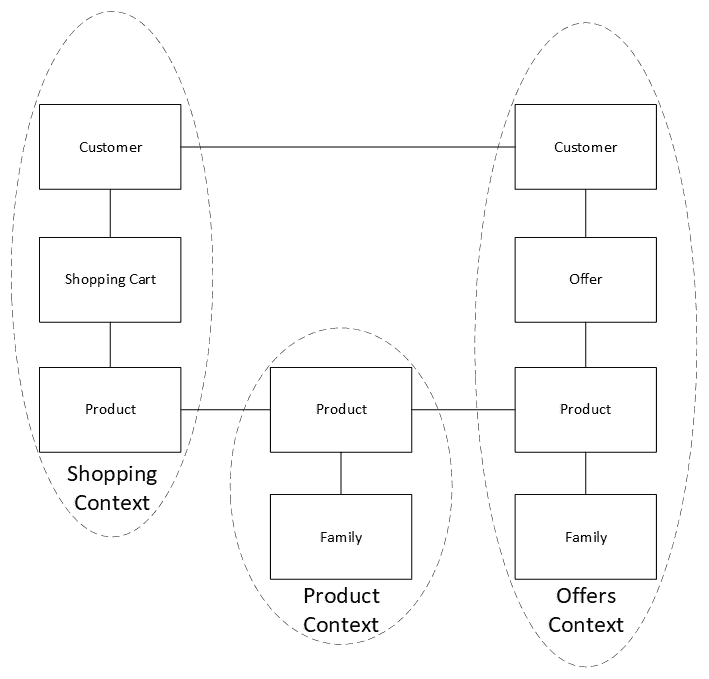 Customer
Customer
Shopping Cart
Offer
Product
Product
Product
Shopping
Context
Family
Family
Product
Context
Offers
Context